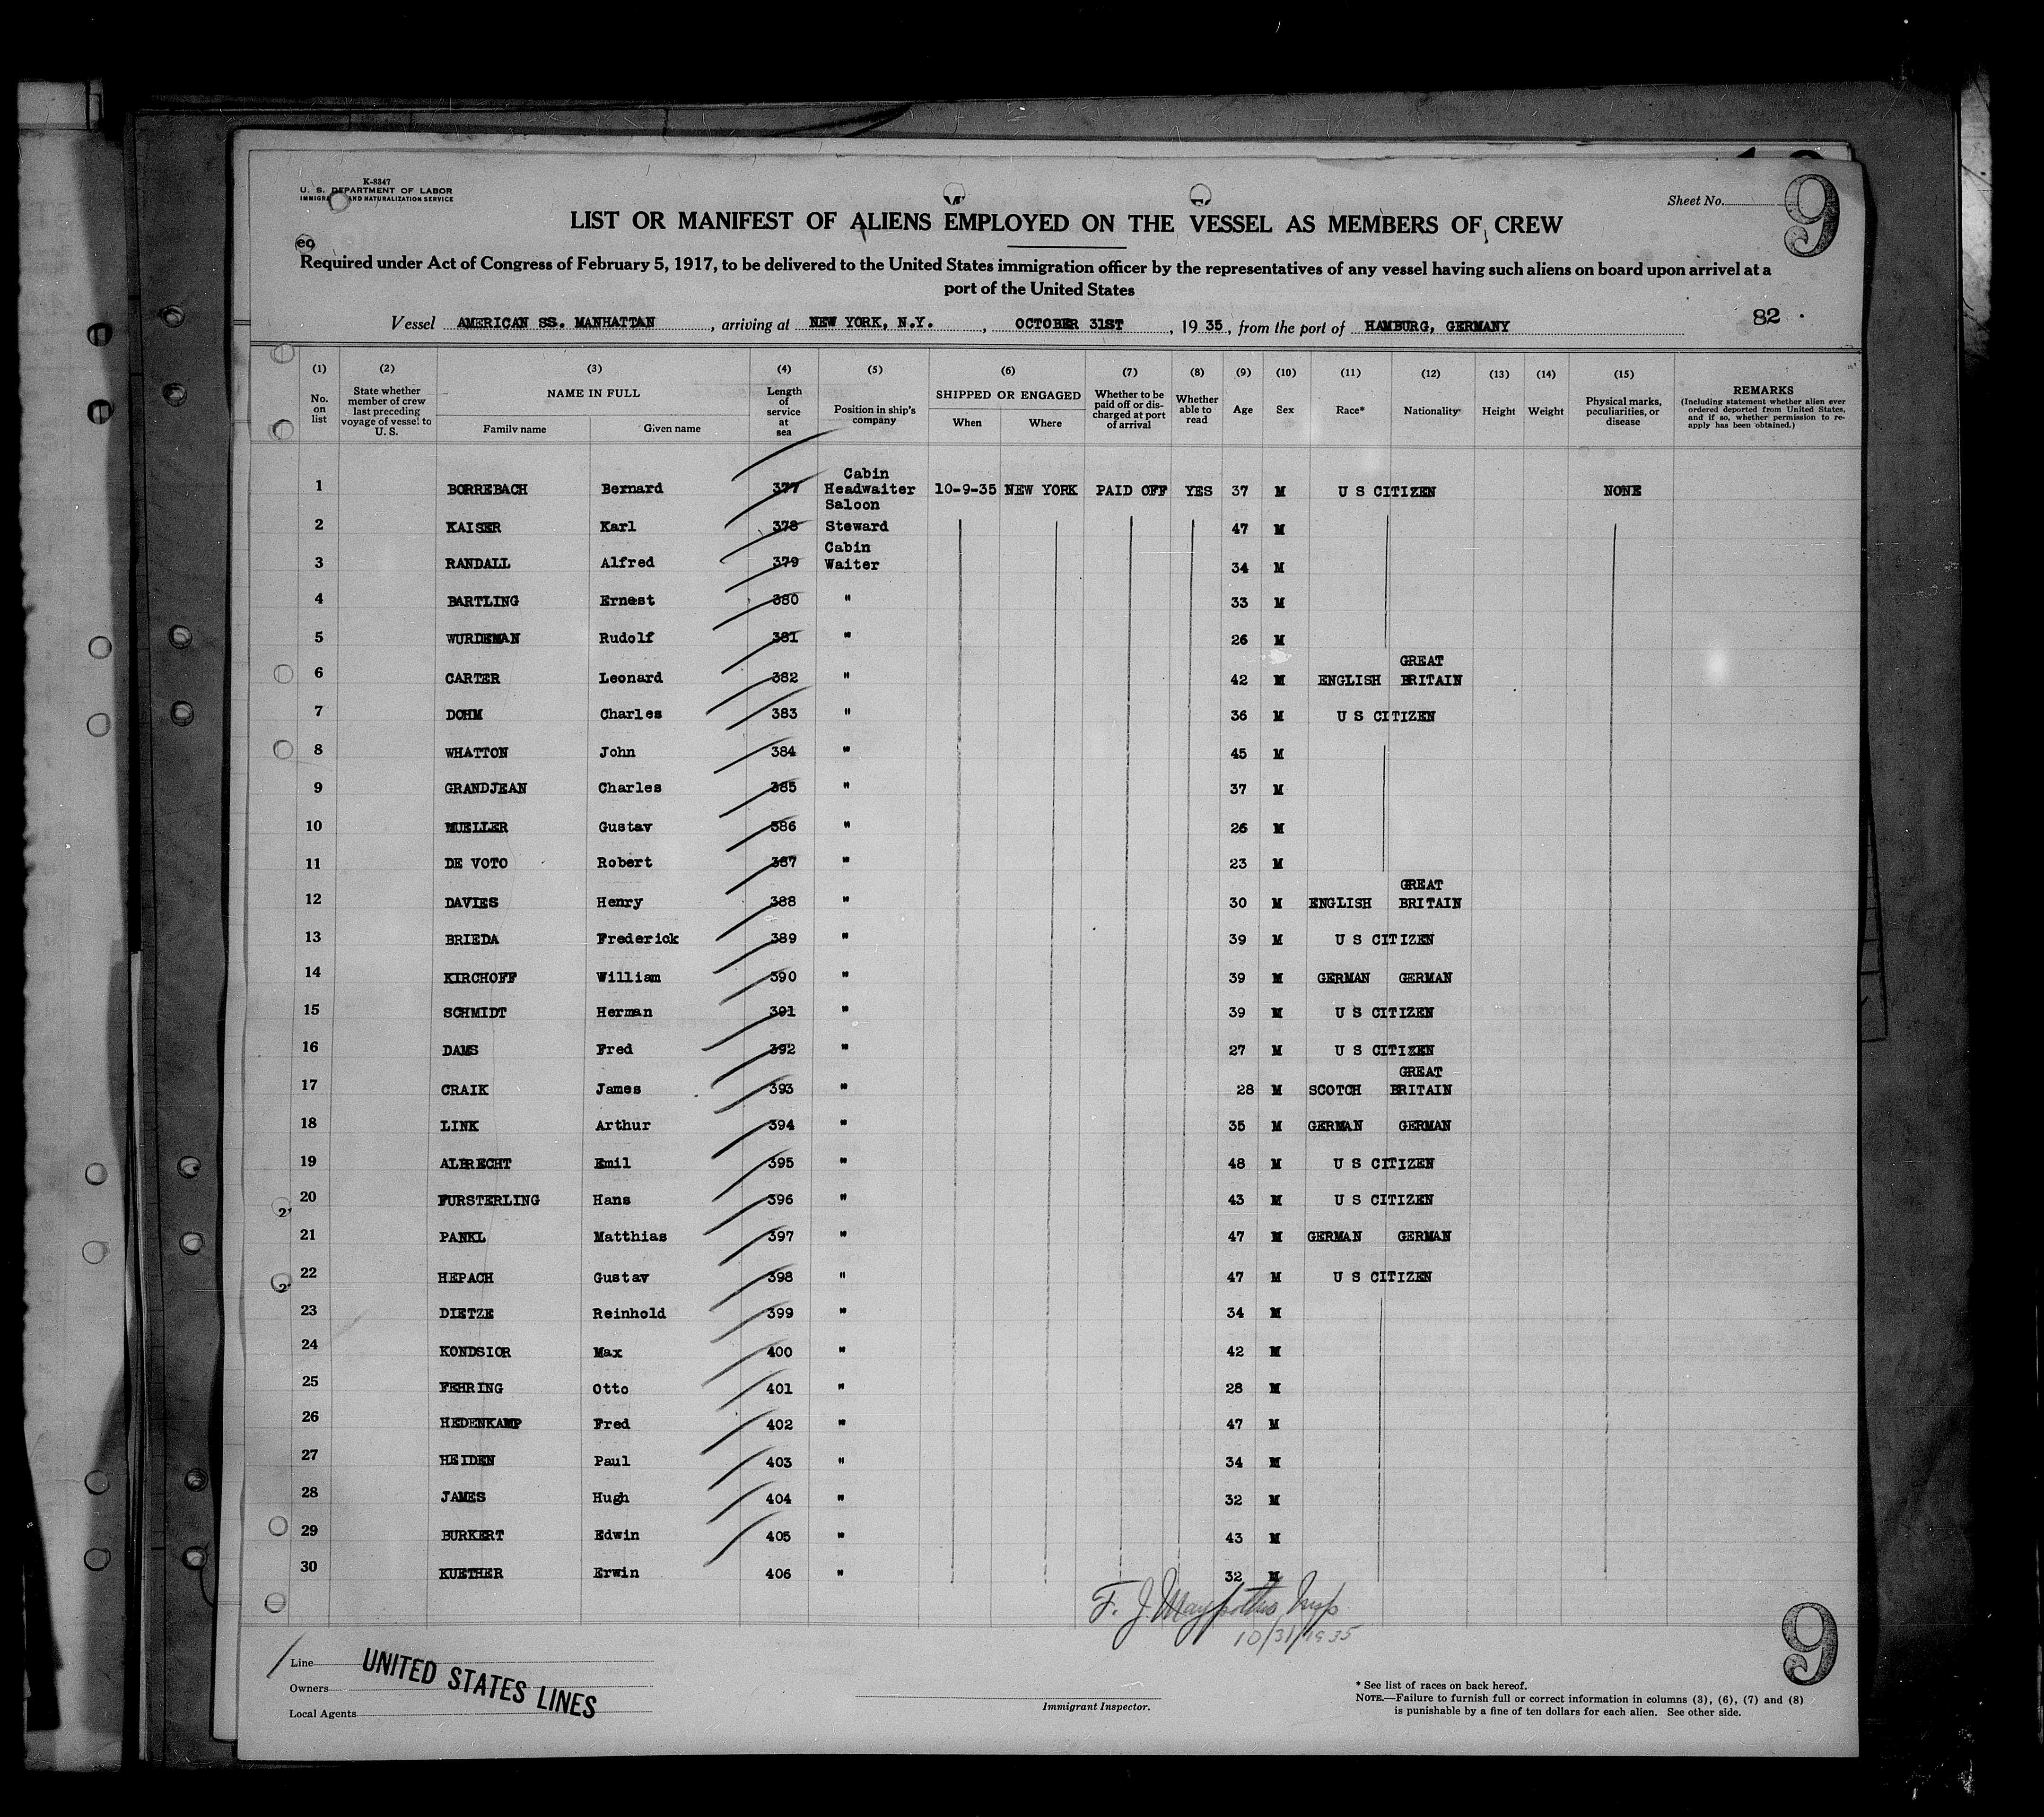 K-8347
U. S. DEPARTMENT OF LABOR
IMMIGRATION AND NATURALIZATION SERVICE
Sheet No.
9
LIST OR MANIFEST OF ALIENS EMPLOYED ON THE VESSEL AS MEMBERS OF CREW
eo
Required under Act of Congress of February 5, 1917, to be delivered to the United States immigration officer by the representatives of any vessel having such aliens on board upon arrival at a
port of the United States
Vessel AMERICAN SS. MANHATTAN, arriving at NEW YORK, N.Y., OCTOBER 31ST, 19 35, from the port of HAMBURG, GERMANY
82
(1) (2) (3) (4) (5) (6) (7) (8) (9) (10) (11) (12) (13) (14) (15)
No. on list
State whether member of crew last preceding voyage of vessel to U. S.
NAME IN FULL
Family name Given name
Length of service at sea
Position in ship's company
SHIPPED OR ENGAGED
When Where
Whether to be paid off or discharged at port of arrival
Whether able to read
Age Sex Race* Nationality Height Weight
Physical marks, peculiarities, or disease
REMARKS
(Including statement whether alien ever ordered deported from United States, and if so, whether permission to reapply has been obtained.)
1 BORREBACH Bernard 377 Cabin Headwaiter 10-9-35 NEW YORK PAID OFF YES 37 M U S CITIZEN NONE
2 KAISER Karl 378 Saloon Steward 47 M
3 RANDALL Alfred 379 Cabin Waiter 34 M
4 BARTLING Ernest 380 " 33 M
5 WURDEMAN Rudolf 381 " 26 M
6 CARTER Leonard 382 " 42 M ENGLISH GREAT BRITAIN
7 DOHM Charles 383 " 36 M U S CITIZEN
8 WHATTON John 384 " 45 M
9 GRANDJEAN Charles 385 " 37 M
10 MUELLER Gustav 386 " 26 M
11 DE VOTO Robert 387 " 23 M
12 DAVIES Henry 388 " 30 M ENGLISH GREAT BRITAIN
13 BRIEDA Frederick 389 " 39 M U S CITIZEN
14 KIRCHOFF William 390 " 39 M GERMAN GERMAN
15 SCHMIDT Herman 391 " 39 M U S CITIZEN
16 DAMS Fred 392 " 27 M U S CITIZEN
17 CRAIK James 393 " 28 M SCOTCH GREAT BRITAIN
18 LINK Arthur 394 " 35 M GERMAN GERMAN
19 ALBRECHT Emil 395 " 48 M U S CITIZEN
20 FURSTERLING Hans 396 " 43 M U S CITIZEN
21 PANKL Matthias 397 " 47 M GERMAN GERMAN
22 HEPACH Gustav 398 " 47 M U S CITIZEN
23 DIETZE Reinhold 399 " 34 M
24 KONDSIOR Max 400 " 42 M
25 FEHRING Otto 401 " 28 M
26 HEDENKAMP Fred 402 " 47 M
27 HEIDEN Paul 403 " 34 M
28 JAMES Hugh 404 " 32 M
29 BURKERT Edwin 405 " 43 M
30 KUETHER Erwin 406 " 32 M
F. J.
10/31/1935
Line
Owners
Local Agents
UNITED STATES LINES
Immigrant Inspector.
* See list of races on back hereof.
NOTE.—Failure to furnish full or correct information in columns (3), (6), (7) and (8)
is punishable by a fine of ten dollars for each alien. See other side.
9